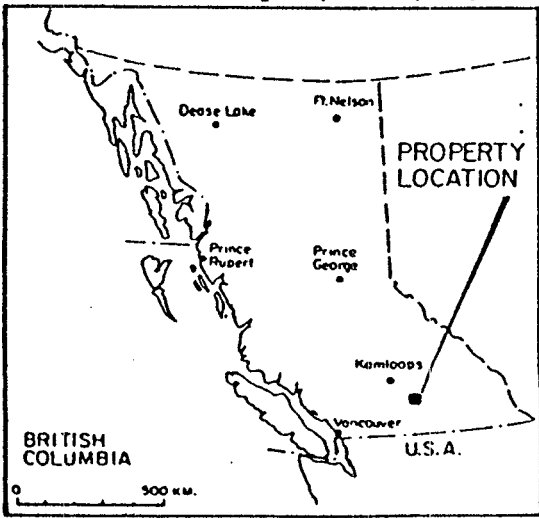 Dease Lake
Ft. Nelson
PROPERTY
LOCATION
Prince
Rupert
Prince
George
Kamloops
Vancouver
U.S.A.
BRITISH
COLUMBIA
0 500 KM.